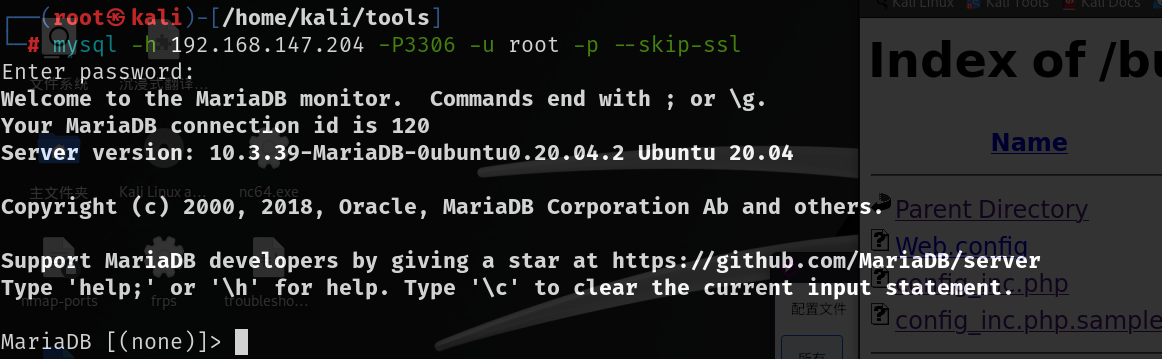 ┌──(root㉿kali)-[/home/kali/tools]
└─# mysql -h 192.168.147.204 -P3306 -u root -p --skip-ssl
Enter password:
Welcome to the MariaDB monitor.  Commands end with ; or \g.
Your MariaDB connection id is 120
Server version: 10.3.39-MariaDB-0ubuntu0.20.04.2 Ubuntu 20.04
Copyright (c) 2000, 2018, Oracle, MariaDB Corporation Ab and others.
Support MariaDB developers by giving a star at https://github.com/MariaDB/server
Type 'help;' or '\h' for help. Type '\c' to clear the current input statement.
MariaDB [(none)]>
文件系统
沉浸式翻译...
主文件夹
Kali Linux a...
nc64.exe
nmap-ports
frps
troublesho...
Kali Linux
Kali Tools
Kali Docs
Index of /bu
Name
Parent Directory
Web.config
config_inc.php
config_inc.php.sample
配置文件
所有